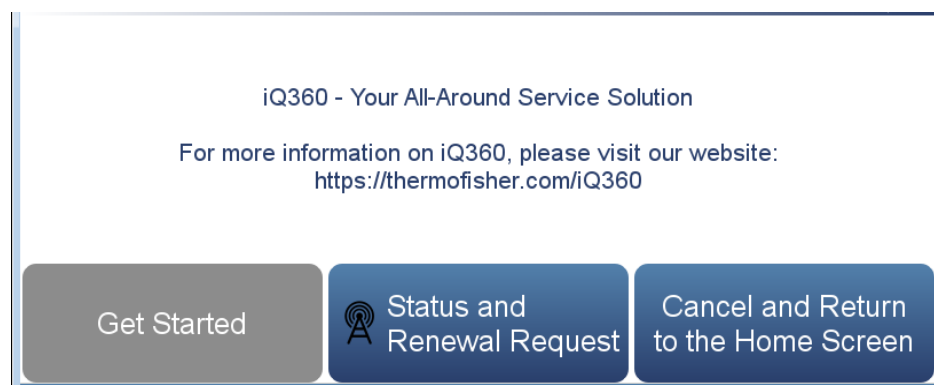 iQ360 - Your All-Around Service Solution
For more information on iQ360, please visit our website:
https://thermofisher.com/iQ360
Get Started
Status and
Renewal Request
Cancel and Return
to the Home Screen